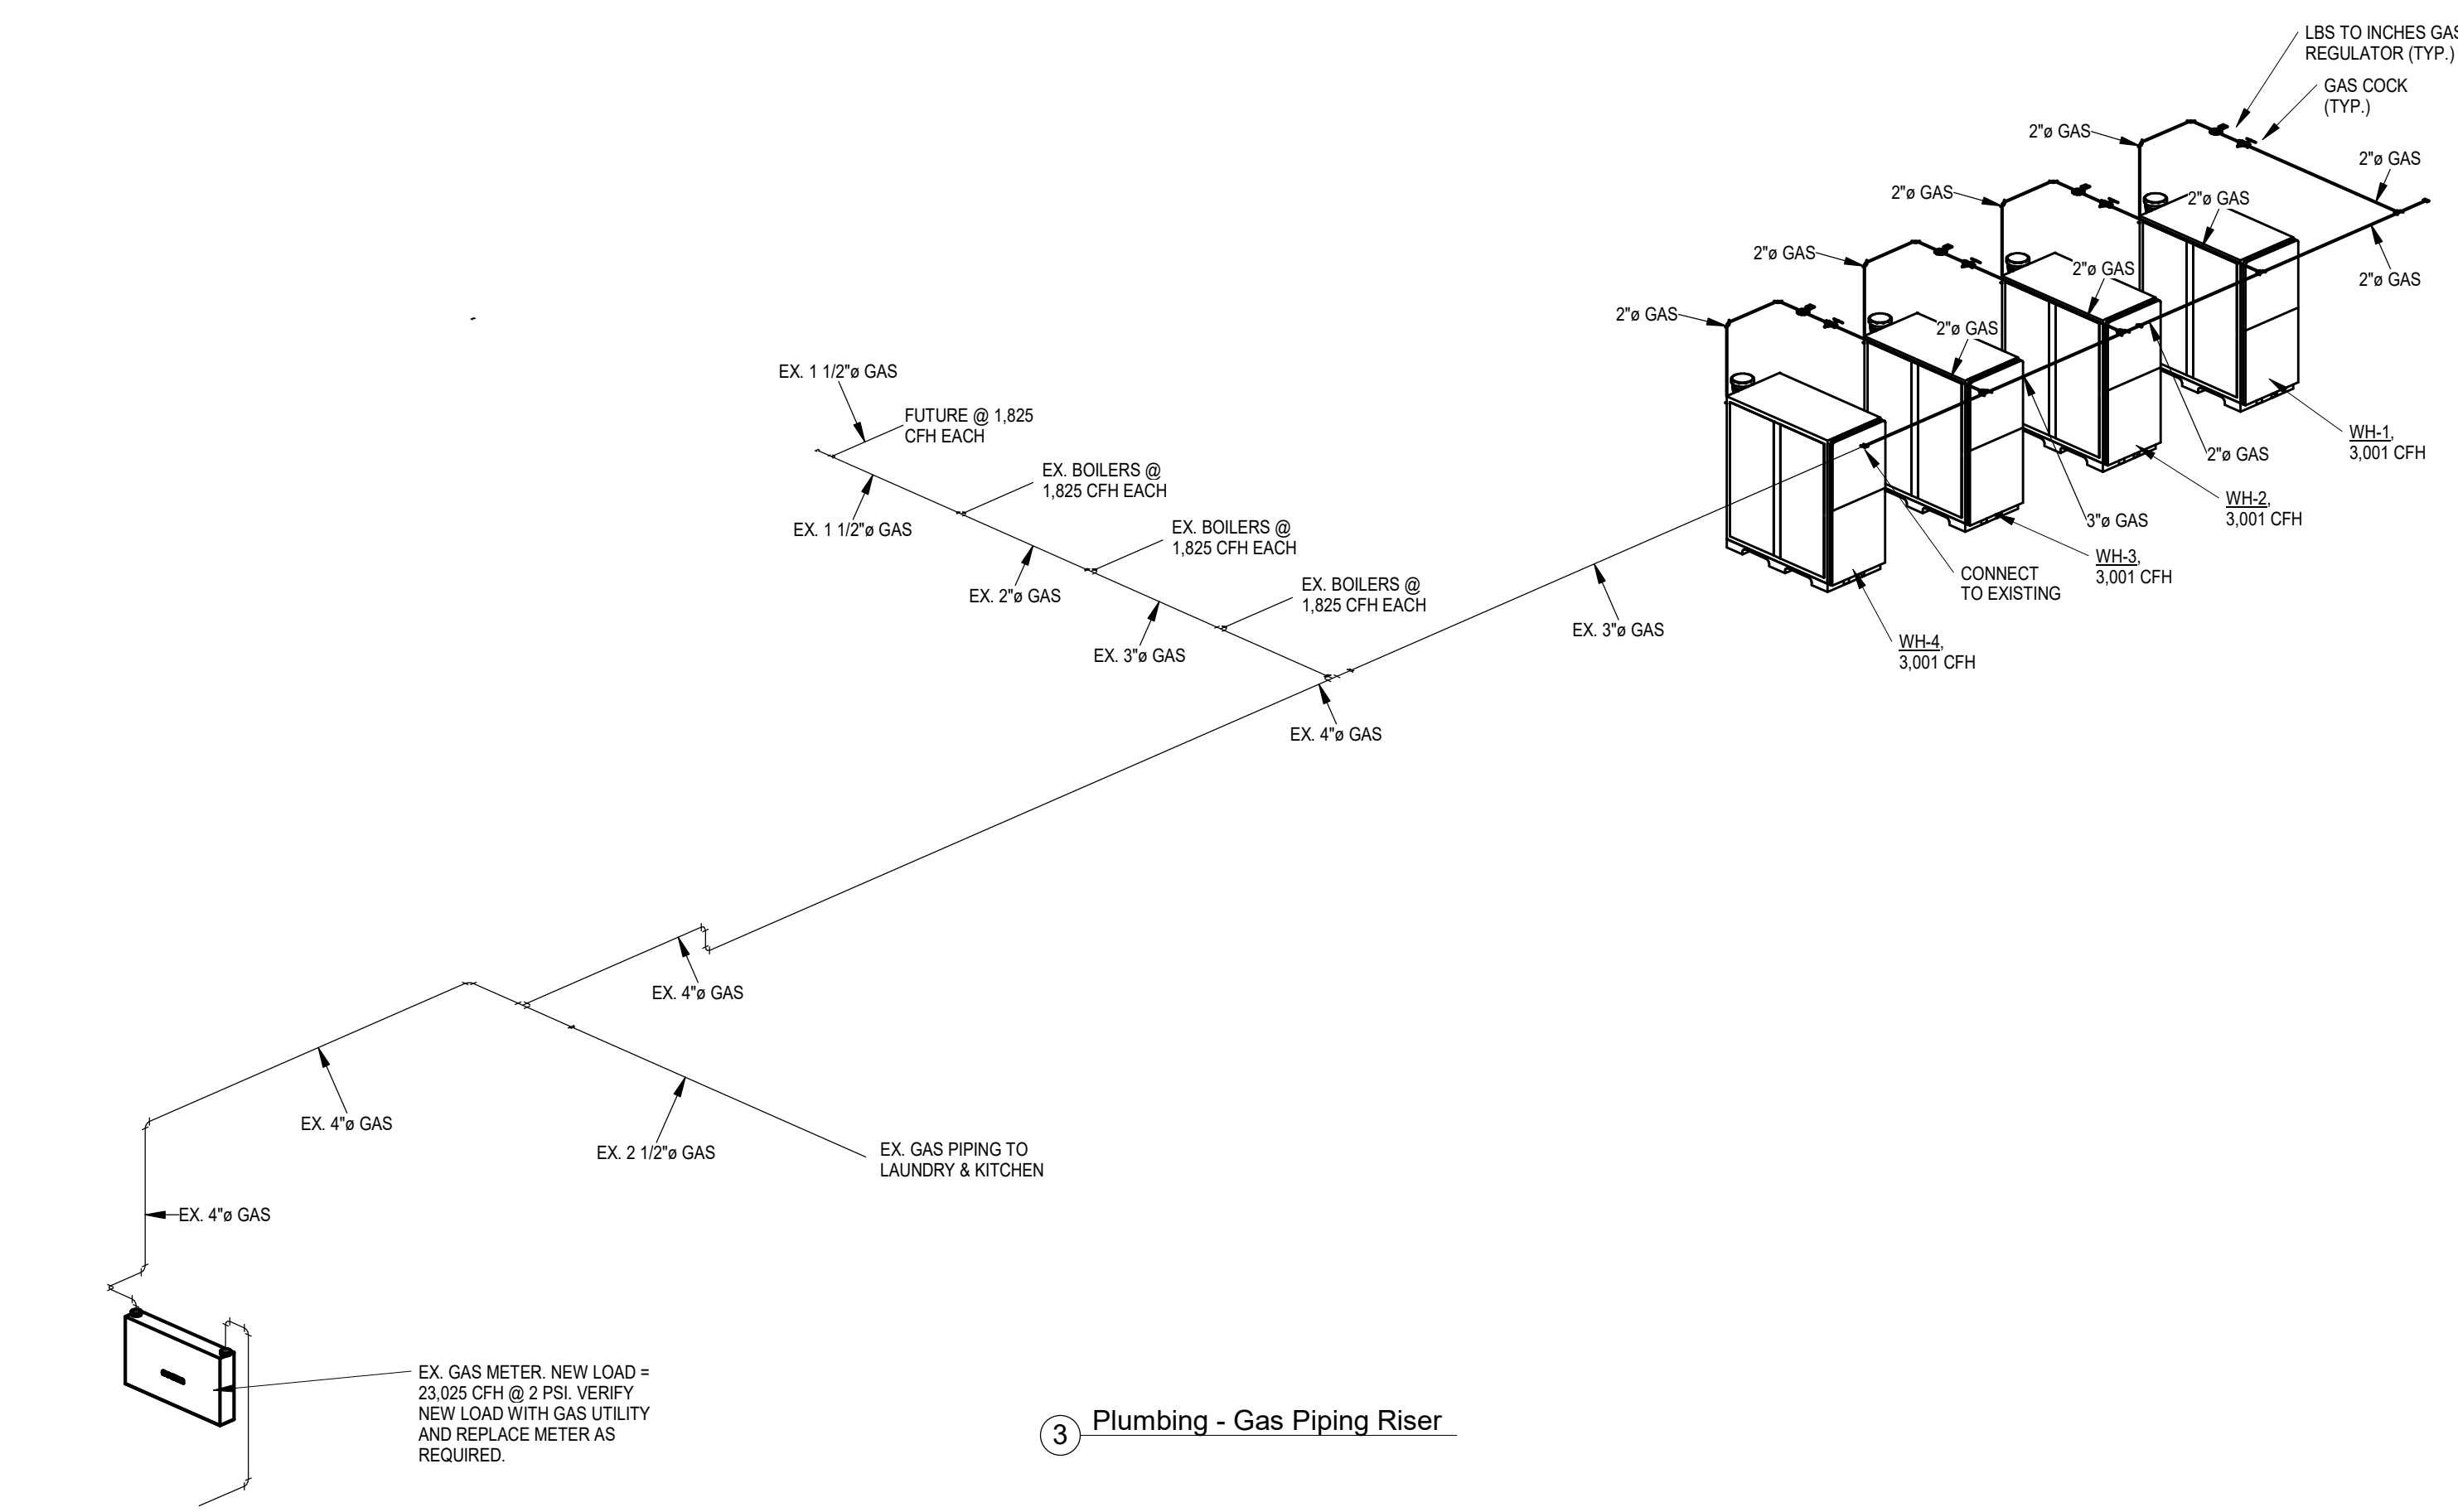 LBS TO INCHES GAS
REGULATOR (TYP.)
GAS COCK
(TYP.)
2"ø GAS
2"ø GAS
2"ø GAS
2"ø GAS
2"ø GAS
2"ø GAS
2"ø GAS
2"ø GAS
2"ø GAS
2"ø GAS
EX. 1 1/2"ø GAS
FUTURE @ 1,825
CFH EACH
EX. BOILERS @
1,825 CFH EACH
EX. 1 1/2"ø GAS
EX. BOILERS @
1,825 CFH EACH
EX. 2"ø GAS
EX. BOILERS @
1,825 CFH EACH
EX. 3"ø GAS
EX. 3"ø GAS
WH-1,
3,001 CFH
2"ø GAS
WH-2,
3,001 CFH
3"ø GAS
WH-3,
3,001 CFH
CONNECT
TO EXISTING
WH-4,
3,001 CFH
EX. 4"ø GAS
EX. 4"ø GAS
EX. 4"ø GAS
EX. 2 1/2"ø GAS
EX. GAS PIPING TO
LAUNDRY & KITCHEN
EX. 4"ø GAS
EX. GAS METER. NEW LOAD =
23,025 CFH @ 2 PSI. VERIFY
NEW LOAD WITH GAS UTILITY
AND REPLACE METER AS
REQUIRED.
3 Plumbing - Gas Piping Riser